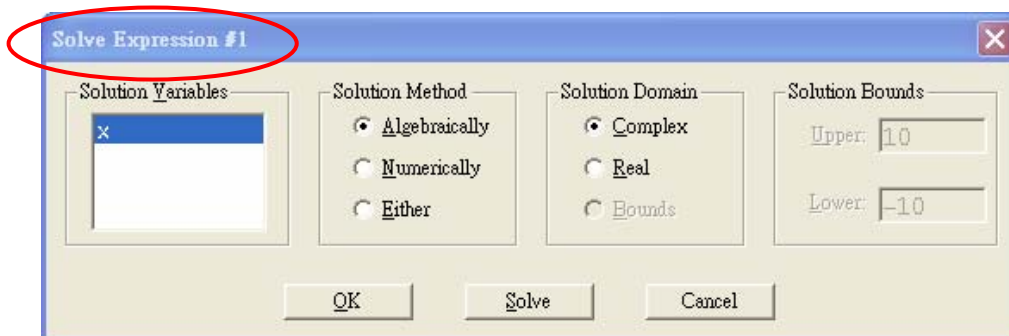 Solve Expression #1
Solution Variables
x
Solution Method
Algebraically
Numerically
Either
Solution Domain
Complex
Real
Bounds
Solution Bounds
Upper: 10
Lower: -10
OK
Solve
Cancel